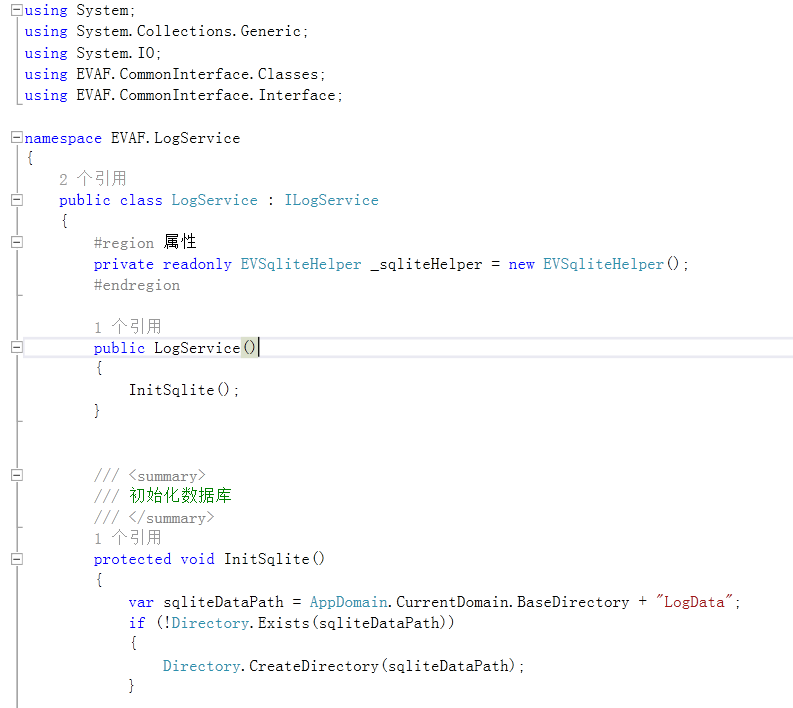 using System;
using System.Collections.Generic;
using System.IO;
using EVAF.CommonInterface.Classes;
using EVAF.CommonInterface.Interface;
namespace EVAF.LogService
{
2 个引用
public class LogService : ILogService
{
#region 属性
private readonly EVSqliteHelper _sqliteHelper = new EVSqliteHelper();
#endregion
1 个引用
public LogService()
{
InitSqlite();
}
/// <summary>
/// 初始化数据库
/// </summary>
1 个引用
protected void InitSqlite()
{
var sqliteDataPath = AppDomain.CurrentDomain.BaseDirectory + "LogData";
if (!Directory.Exists(sqliteDataPath))
{
Directory.CreateDirectory(sqliteDataPath);
}